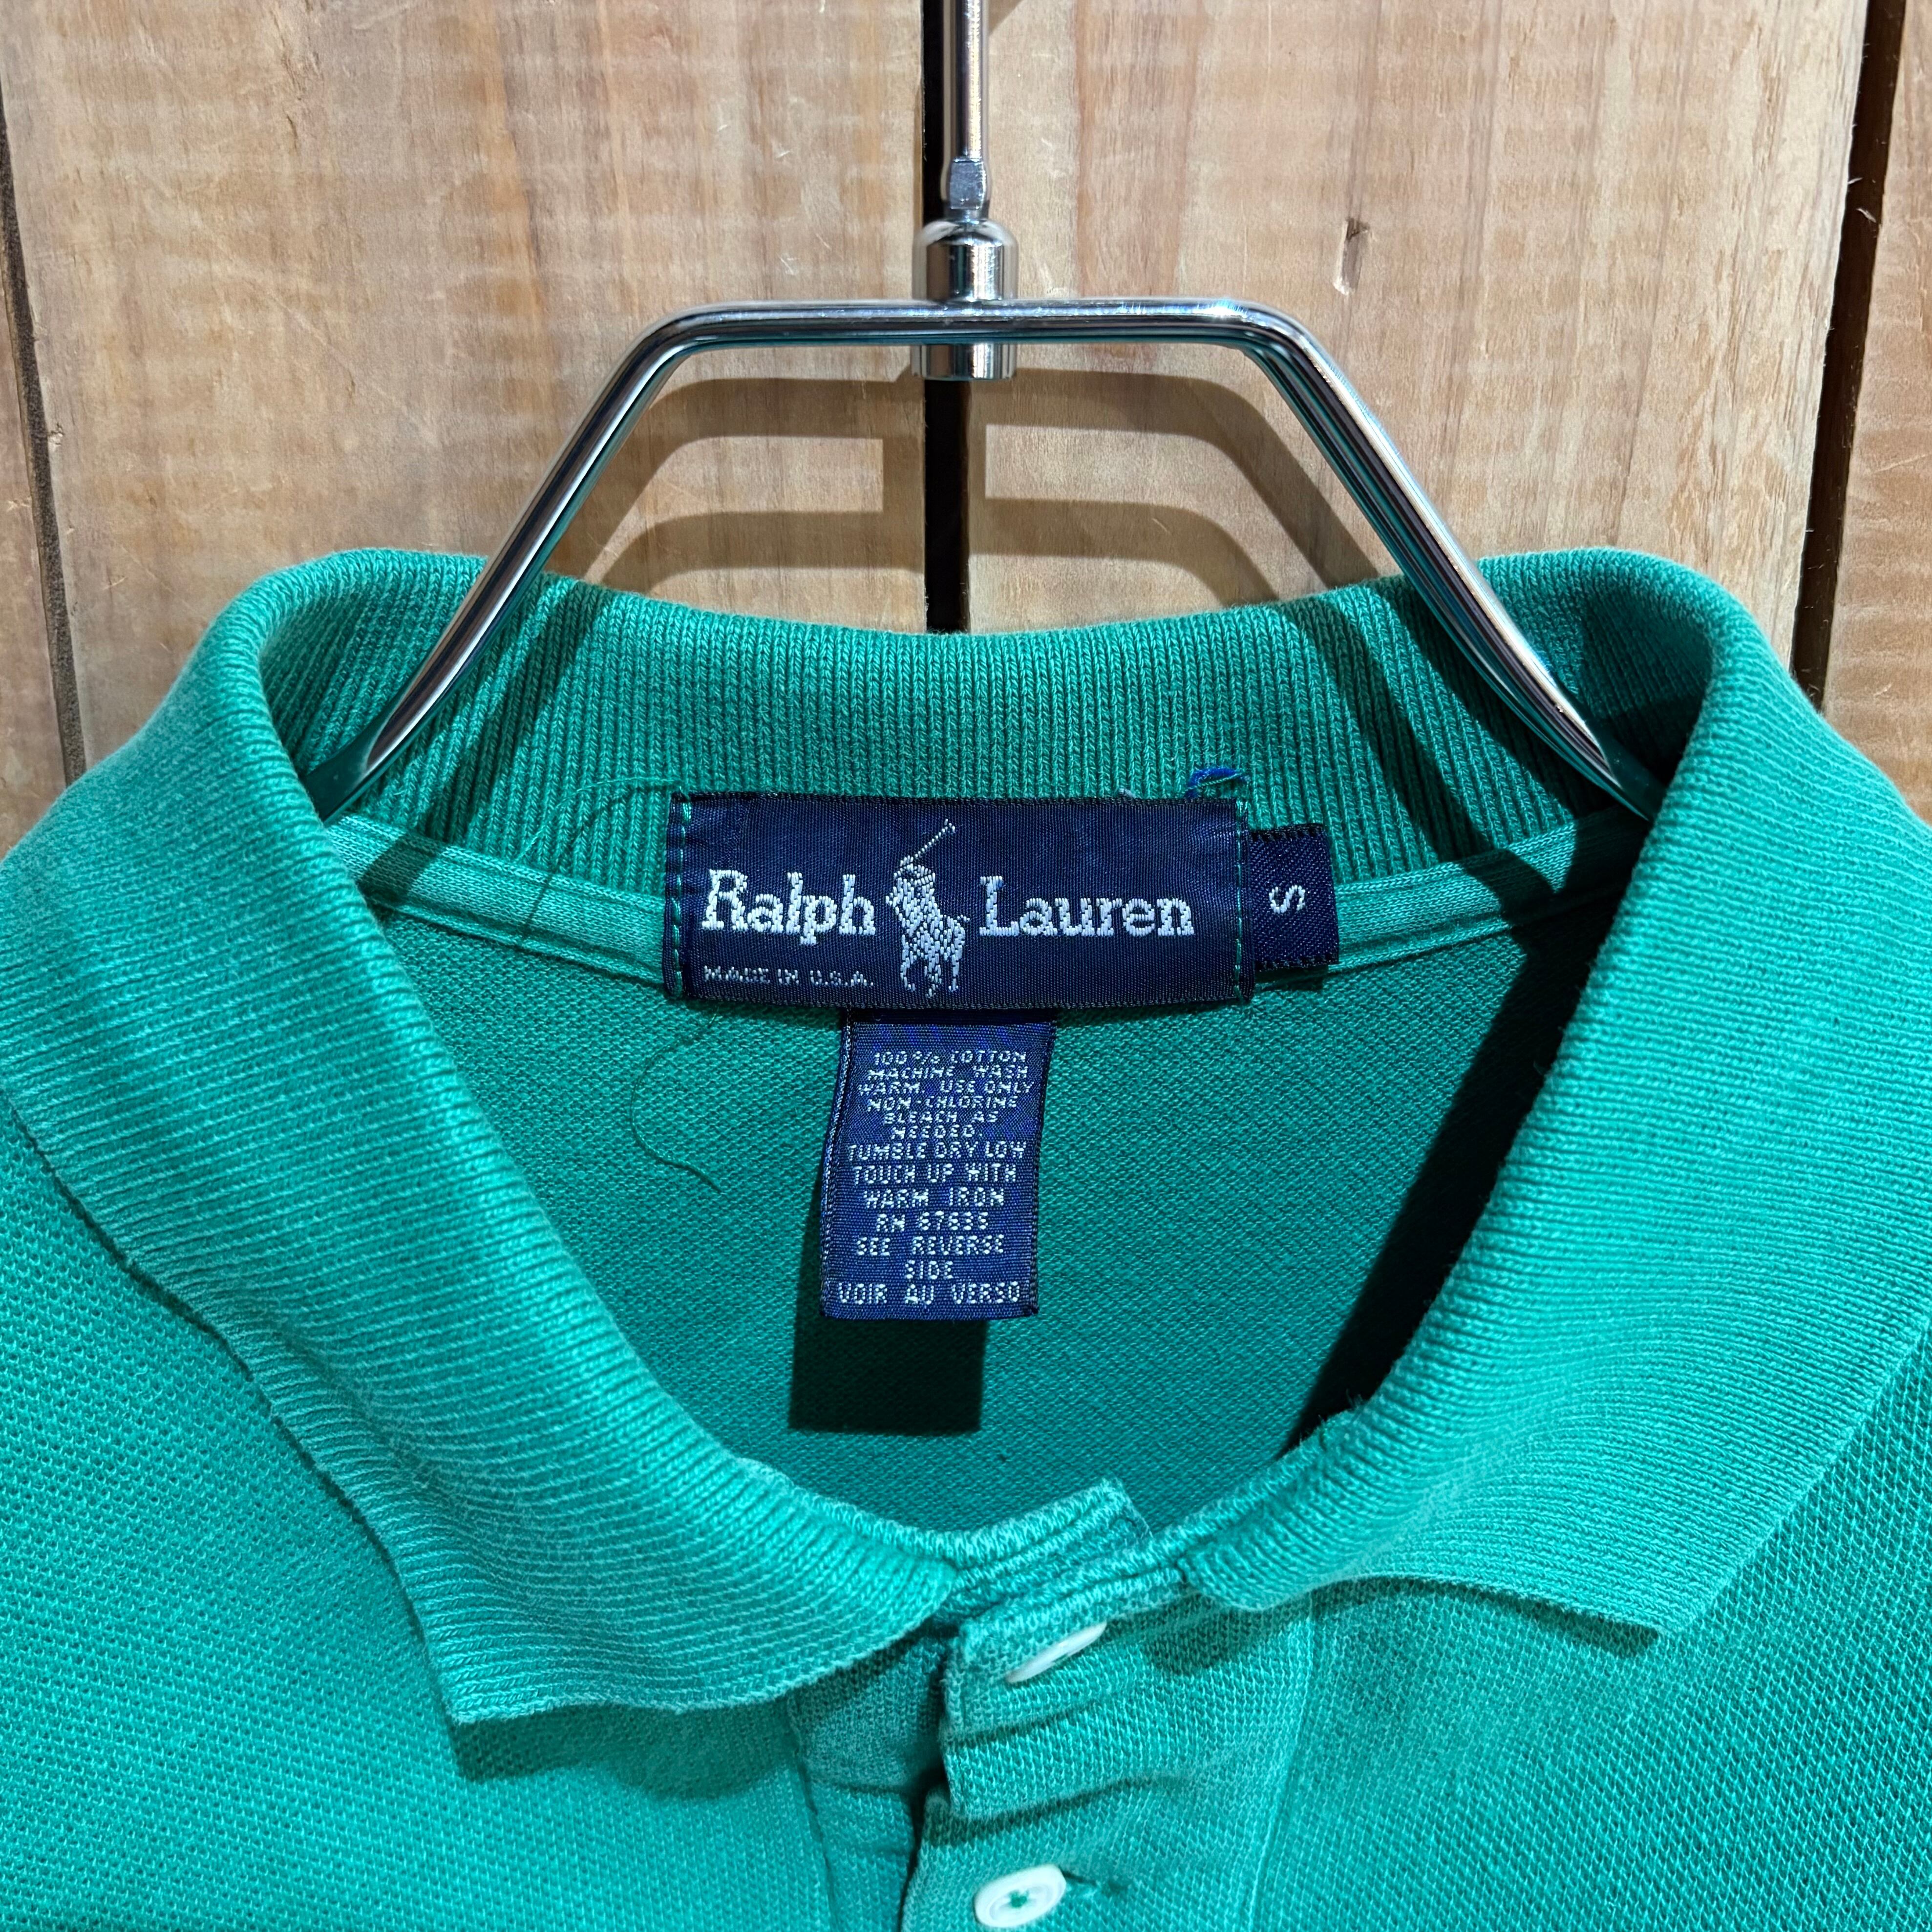 Ralph Lauren
MADE IN U.S.A.
S
100% COTTON
MACHINE WASH
WARM. USE ONLY
NON-CHLORINE
BLEACH AS
NEEDED
TUMBLE DRY LOW
TOUCH UP WITH
WARM IRON
RN 67635
SEE REVERSE
SIDE
VOIR AU VERSO